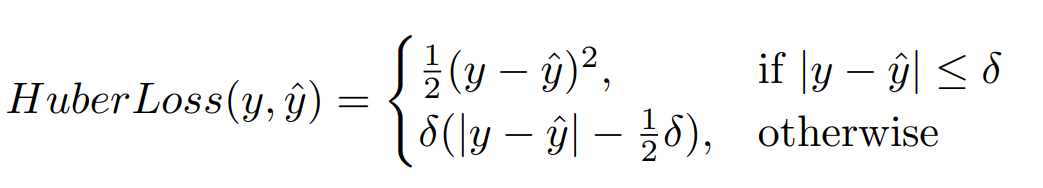 HuberLoss(y, ŷ) = { ½(y − ŷ)², if |y − ŷ| ≤ δ
δ(|y − ŷ| − ½δ), otherwise